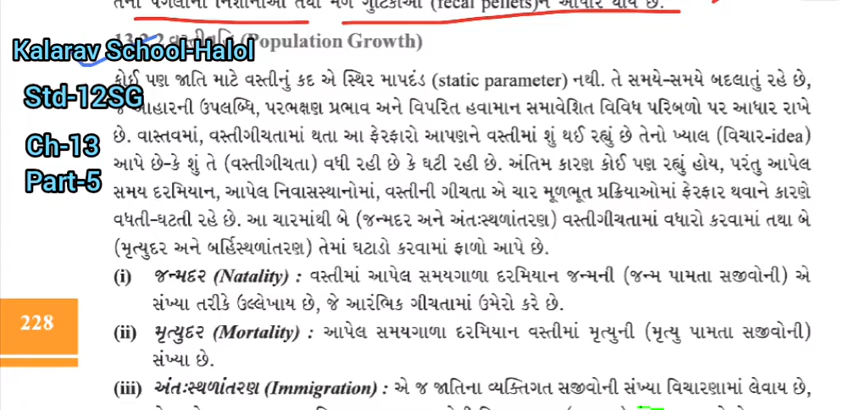 તેના પગલાંનાં નિશાનીઓ તથા મળ ગુટિકાઓ (fecal pellets)ને આધારે થાય છે.
(Population Growth)
Kalarav School-Halol
કોઈ પણ જાતિ માટે વસ્તીનું કદ એ સ્થિર માપદંડ (static parameter) નથી. તે સમયે-સમયે બદલાતું રહે છે,
Std-12SG
આહારની ઉપલબ્ધિ, પરભક્ષણ પ્રભાવ અને વિપરિત હવામાન સમાવેશિત વિવિધ પરિબળો પર આધાર રાખે
છે. વાસ્તવમાં, વસ્તીગીચતામાં થતા આ ફેરફારો આપણને વસ્તીમાં શું થઈ રહ્યું છે તેનો ખ્યાલ (વિચાર-idea)
Ch-13
આપે છે-કે શું તે (વસ્તીગીચતા) વધી રહી છે કે ઘટી રહી છે. અંતિમ કારણ કોઈ પણ રહ્યું હોય, પરંતુ આપેલ
Part-5
સમય દરમિયાન, આપેલ નિવાસસ્થાનોમાં, વસ્તીની ગીચતા એ ચાર મૂળભૂત પ્રક્રિયાઓમાં ફેરફાર થવાને કારણે
વધતી-ઘટતી રહે છે. આ ચારમાંથી બે (જન્મદર અને અંતઃસ્થળાંતરણ) વસ્તીગીચતામાં વધારો કરવામાં તથા બે
(મૃત્યુદર અને બર્હિસ્થળાંતરણ) તેમાં ઘટાડો કરવામાં ફાળો આપે છે.
(i) જન્મદર (Natality) : વસ્તીમાં આપેલ સમયગાળા દરમિયાન જન્મની (જન્મ પામતા સજીવોની) એ
સંખ્યા તરીકે ઉલ્લેખાય છે, જે આરંભિક ગીચતામાં ઉમેરો કરે છે.
228
(ii) મૃત્યુદર (Mortality) : આપેલ સમયગાળા દરમિયાન વસ્તીમાં મૃત્યુની (મૃત્યુ પામતા સજીવોની)
સંખ્યા છે.
(iii) અંતઃસ્થળાંતરણ (Immigration) : એ જ જાતિના વ્યક્તિગત સજીવોની સંખ્યા વિચારણામાં લેવાય છે,